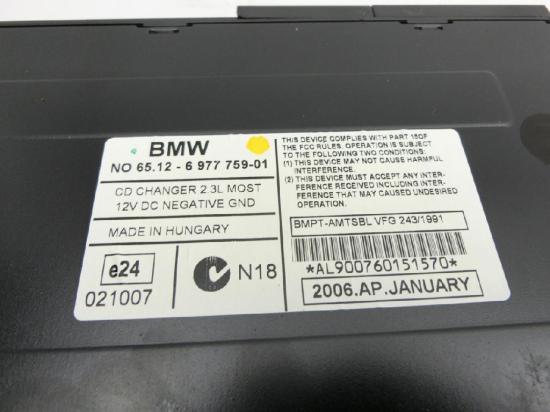 BMW
NO 65.12 - 6 977 759-01
CD CHANGER 2.3L MOST
12V DC NEGATIVE GND
MADE IN HUNGARY
e24
021007
N18
THIS DEVICE COMPLIES WITH PART 15OF
THE FCC RULES, OPERATION IS SUBJECT
TO THE FOLLOWING TWO CONDITIONS:
(1) THIS DEVICE MAY NOT CAUSE HARMFUL
INTERFERENCE.
(2) THIS DEVICE MUST ACCEPT ANY INTER-
FERENCE RECEIVED INCLUDING INTER-
FERENCE THAT MAY CAUSE UNDESIRED
OPERATION.
BMPT-AMTSBL VFG 243/1991
*AL900760151570*
2006.AP.JANUARY